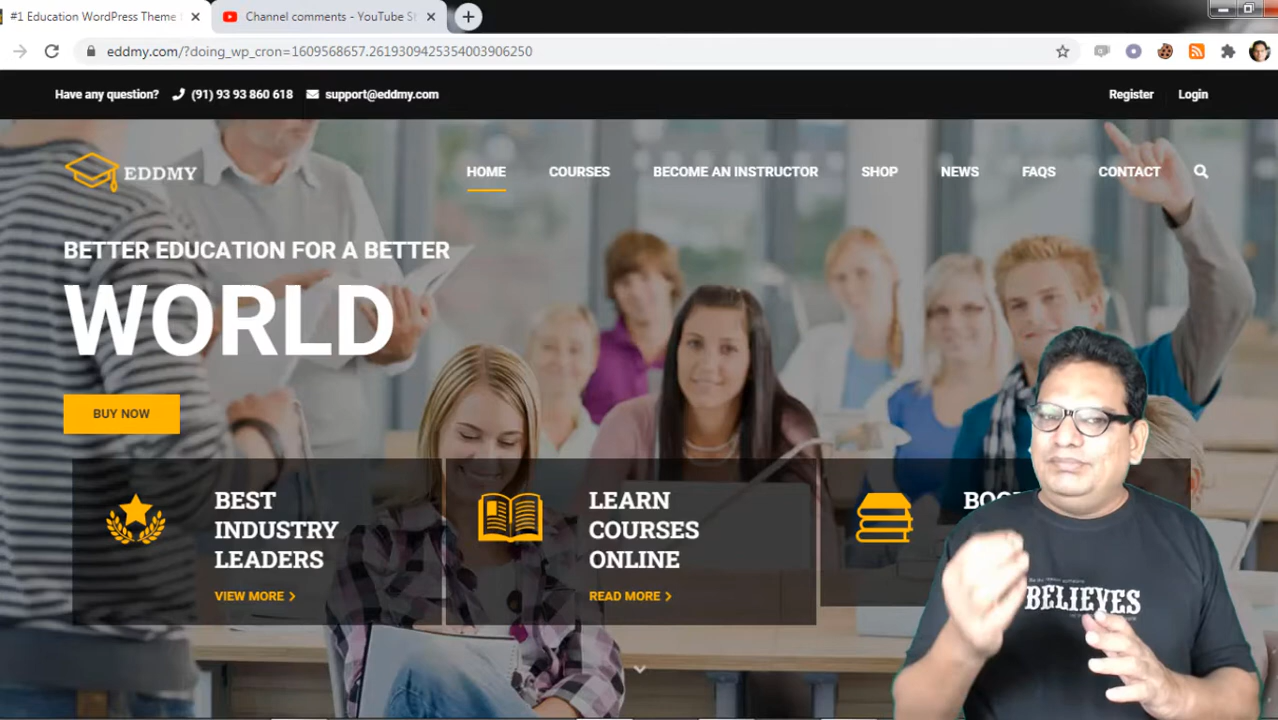 #1 Education WordPress Theme
Channel comments - YouTube St
eddmy.com/?doing_wp_cron=1609568657.2619309425354003906250
Have any question? (91) 93 93 860 618 support@eddmy.com
Register Login
EDDMY
HOME COURSES BECOME AN INSTRUCTOR SHOP NEWS FAQS CONTACT
BETTER EDUCATION FOR A BETTER
WORLD
BUY NOW
BEST
INDUSTRY
LEADERS
VIEW MORE
LEARN
COURSES
ONLINE
READ MORE
BELIEVES